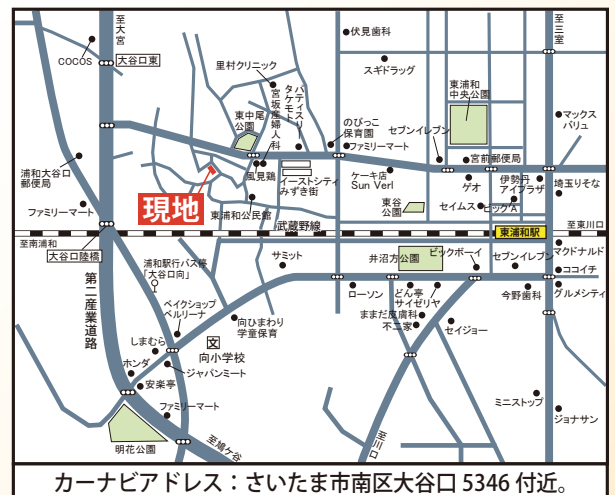 至大宮
至三室
COCOS
大谷口東
里村クリニック
伏見歯科
スギドラッグ
東浦和
中央公園
マックス
バリュ
宮坂産婦人科
パティスリー
タケモト
東中尾
公園
のびっこ
保育園
ファミリーマート
セブンイレブン
宮前郵便局
浦和大谷口
郵便局
風見鶏
イーストシティ
みずき街
ケーキ店
Sun Verl
ゲオ
伊勢丹
アイプラザ
埼玉りそな
ファミリーマート
現地
東浦和公民館
東谷
公園
セイムス
ビッグA
武蔵野線
至東川口
東浦和駅
至南浦和
大谷口陸橋
浦和駅行バス停
「大谷口向」
サミット
井沼方公園
ビックボーイ
セブンイレブン
マクドナルド
ココイチ
第二産業道路
ベイクショップ
ベルリーナ
ローソン
どん亭
サイゼリヤ
今野歯科
グルメシティ
向ひまわり
学童保育
ままだ皮膚科
不二家
セイジョー
しまむら
文
向小学校
ホンダ
ジャパンミート
安楽亭
ファミリーマート
ミニストップ
明花公園
至鳩ケ谷
至川口
ジョナサン
カーナビアドレス：さいたま市南区大谷口 5346 付近。